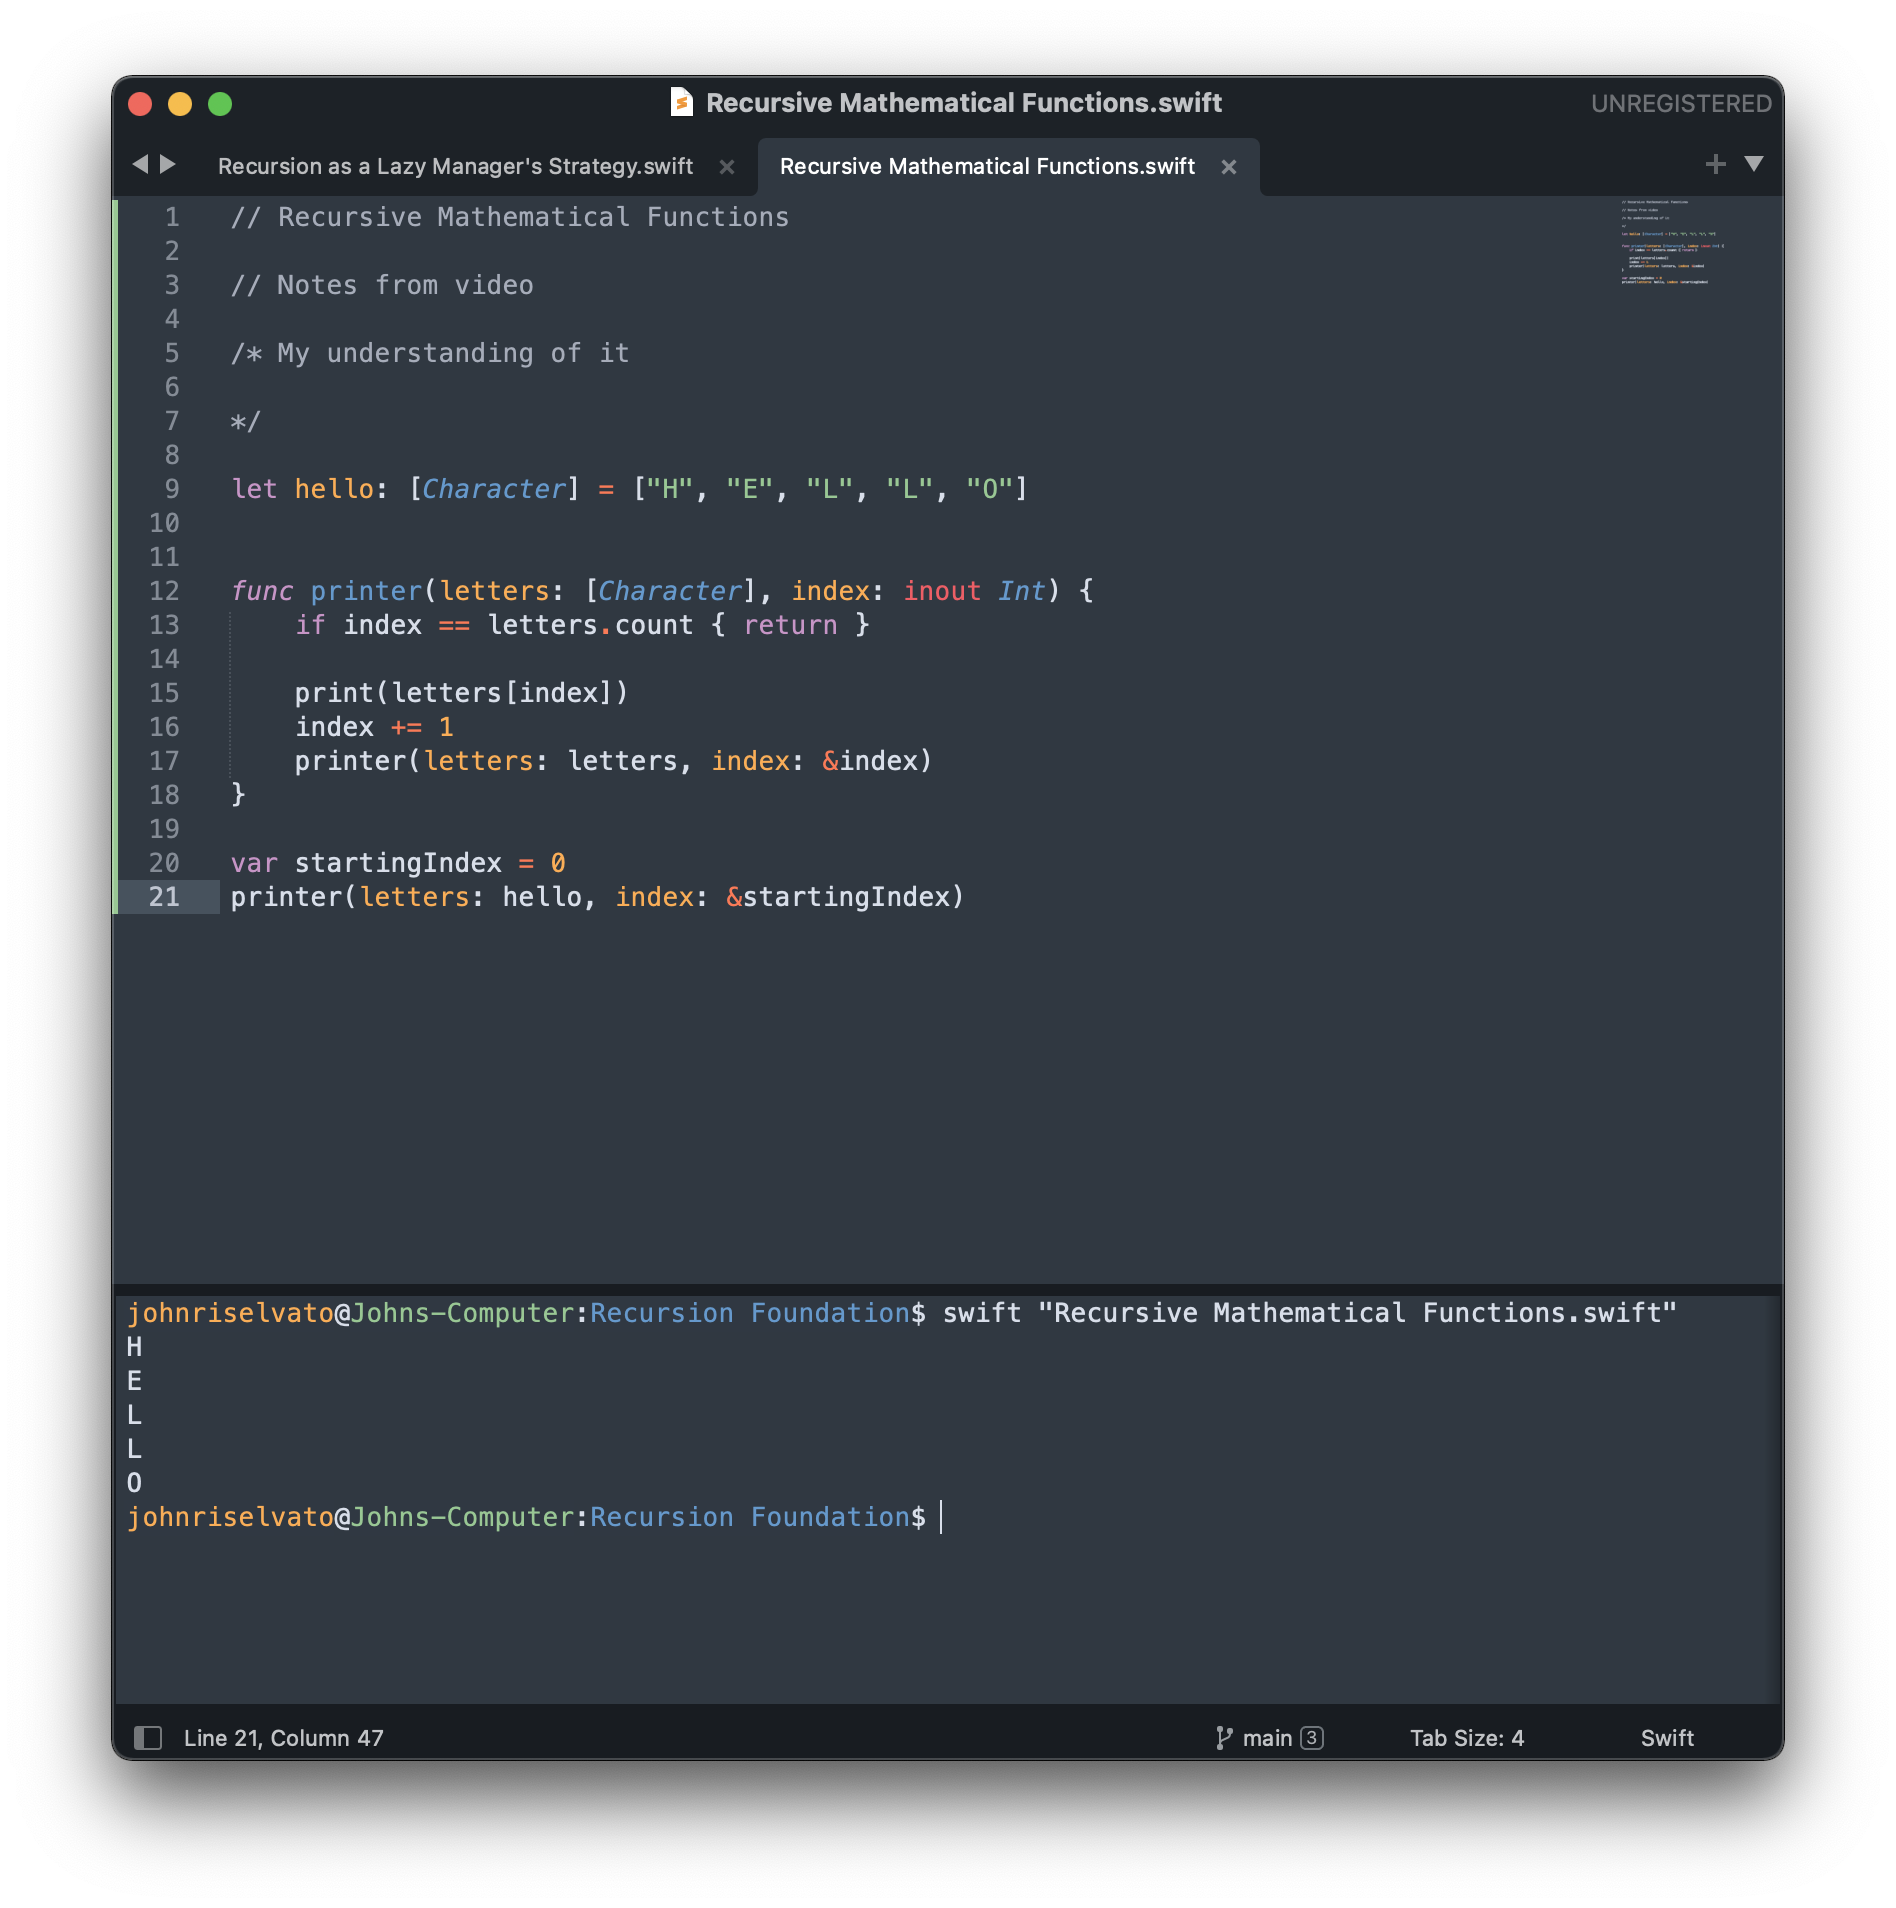 Recursive Mathematical Functions.swift
UNREGISTERED
Recursion as a Lazy Manager's Strategy.swift
Recursive Mathematical Functions.swift
1 // Recursive Mathematical Functions
2
3 // Notes from video
4
5 /* My understanding of it
6
7 */
8
9 let hello: [Character] = ["H", "E", "L", "L", "O"]
10
11
12 func printer(letters: [Character], index: inout Int) {
13     if index == letters.count { return }
14
15     print(letters[index])
16     index += 1
17     printer(letters: letters, index: &index)
18 }
19
20 var startingIndex = 0
21 printer(letters: hello, index: &startingIndex)
johnriselvato@Johns-Computer:Recursion Foundation$ swift "Recursive Mathematical Functions.swift"
H
E
L
L
O
johnriselvato@Johns-Computer:Recursion Foundation$
Line 21, Column 47
main 3
Tab Size: 4
Swift